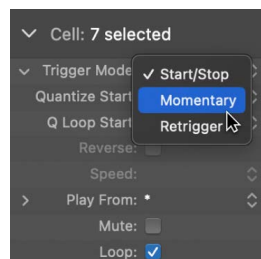 Cell: 7 selected
Trigger Mode
✓ Start/Stop
Quantize Start
Momentary
Q Loop Start
Retrigger
Reverse:
Speed:
Play From: *
Mute:
Loop: